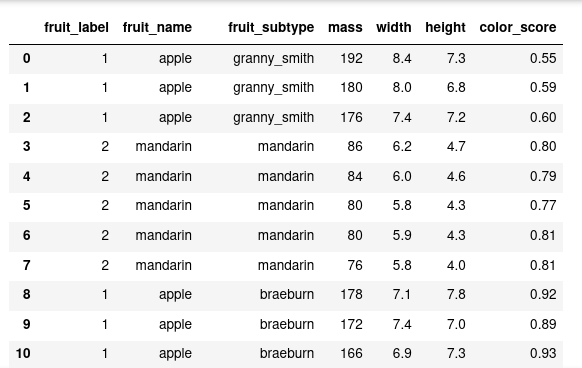 fruit_label fruit_name fruit_subtype mass width height color_score
0 1 apple granny_smith 192 8.4 7.3 0.55
1 1 apple granny_smith 180 8.0 6.8 0.59
2 1 apple granny_smith 176 7.4 7.2 0.60
3 2 mandarin mandarin 86 6.2 4.7 0.80
4 2 mandarin mandarin 84 6.0 4.6 0.79
5 2 mandarin mandarin 80 5.8 4.3 0.77
6 2 mandarin mandarin 80 5.9 4.3 0.81
7 2 mandarin mandarin 76 5.8 4.0 0.81
8 1 apple braeburn 178 7.1 7.8 0.92
9 1 apple braeburn 172 7.4 7.0 0.89
10 1 apple braeburn 166 6.9 7.3 0.93